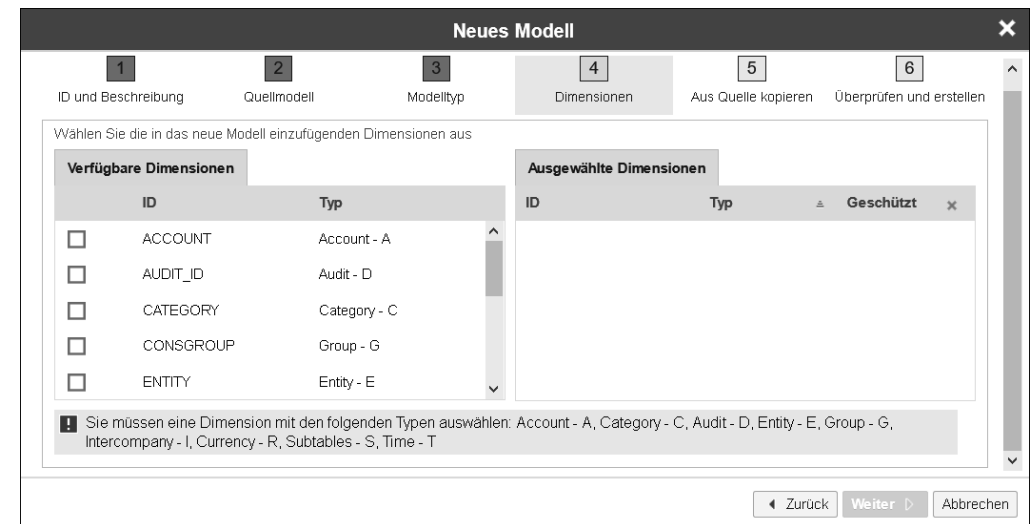 Neues Modell
1 2 3 4 5 6
ID und Beschreibung Quellmodell Modelltyp Dimensionen Aus Quelle kopieren Überprüfen und erstellen
Wählen Sie die in das neue Modell einzufügenden Dimensionen aus
Verfügbare Dimensionen Ausgewählte Dimensionen
ID Typ ID Typ Geschützt
ACCOUNT Account - A
AUDIT_ID Audit - D
CATEGORY Category - C
CONSGROUP Group - G
ENTITY Entity - E
Sie müssen eine Dimension mit den folgenden Typen auswählen: Account - A, Category - C, Audit - D, Entity - E, Group - G,
Intercompany - I, Currency - R, Subtables - S, Time - T
Zurück Weiter Abbrechen